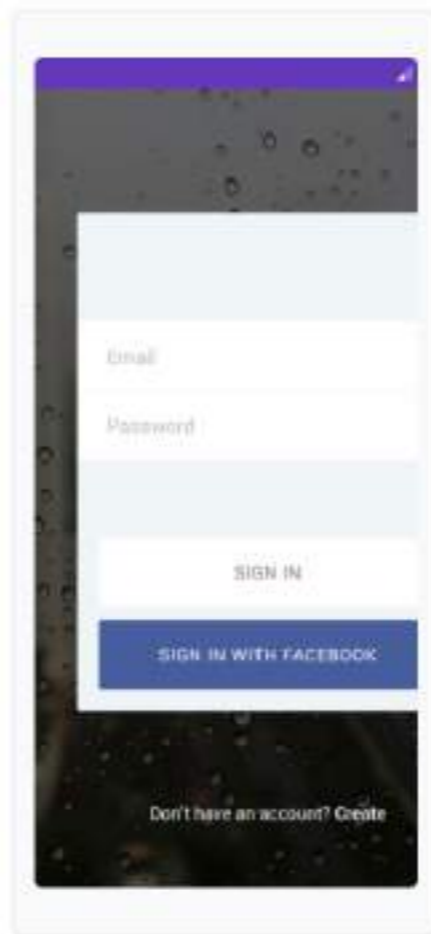 Email
Password
SIGN IN
SIGN IN WITH FACEBOOK
Don't have an account? Create